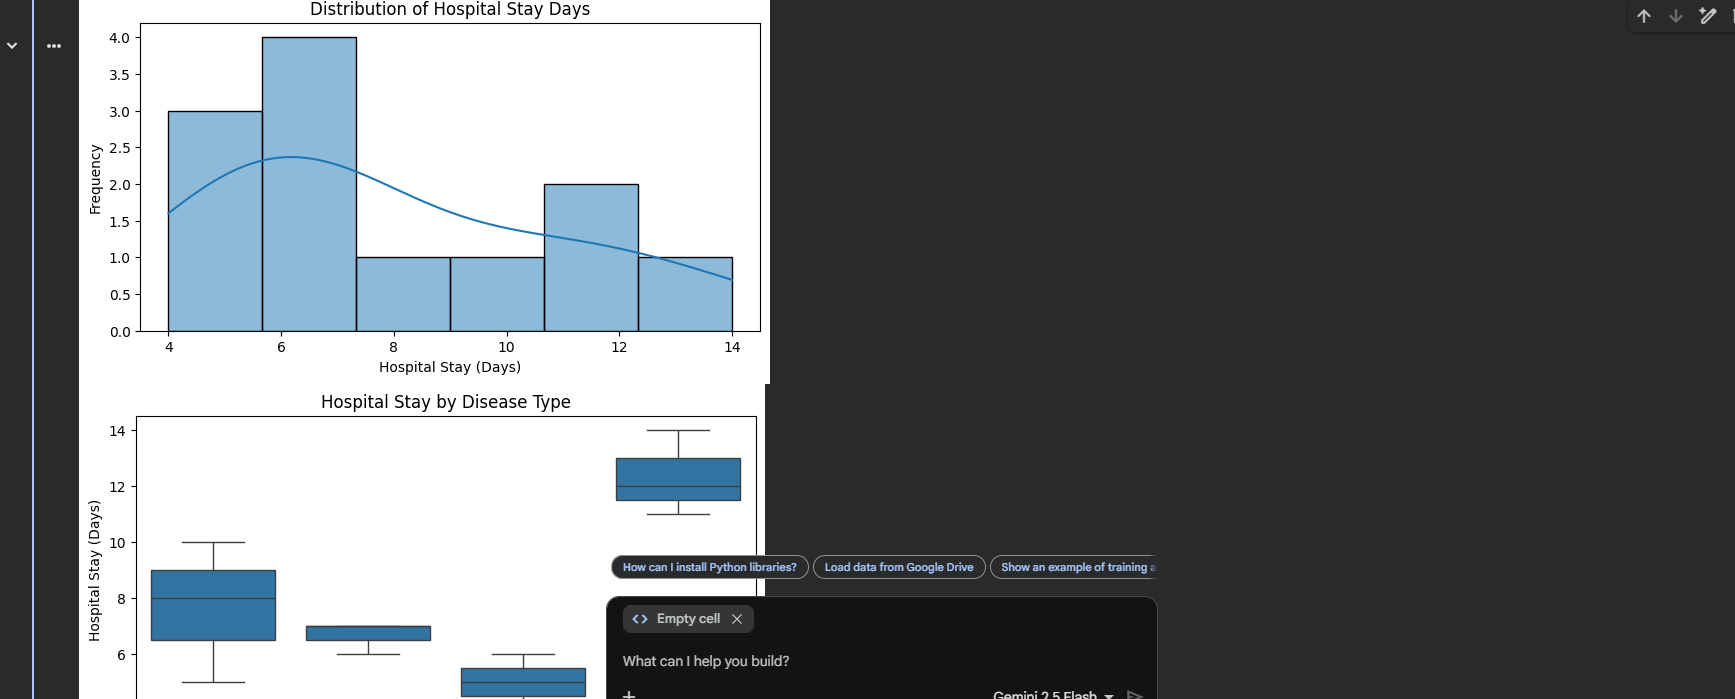 Distribution of Hospital Stay Days
4.0
3.5
3.0
2.5
2.0
1.5
1.0
0.5
0.0
Frequency
4 6 8 10 12 14
Hospital Stay (Days)
Hospital Stay by Disease Type
14
12
10
8
6
Hospital Stay (Days)
How can I install Python libraries? Load data from Google Drive Show an example of training
Empty cell
What can I help you build?
Gemini 2.5 Flash